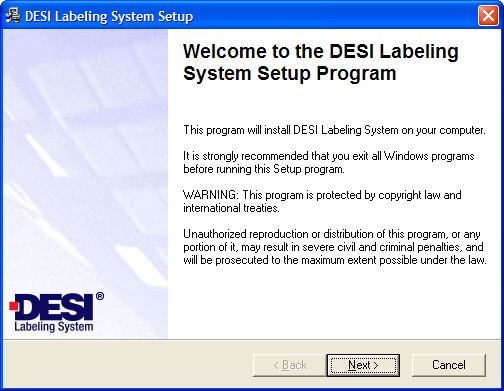 DESI Labeling System Setup
Welcome to the DESI Labeling
System Setup Program
This program will install DESI Labeling System on your computer.
It is strongly recommended that you exit all Windows programs
before running this Setup program.
WARNING: This program is protected by copyright law and
international treaties.
Unauthorized reproduction or distribution of this program, or any
portion of it, may result in severe civil and criminal penalties, and
will be prosecuted to the maximum extent possible under the law.
DESI®
Labeling System
< Back Next > Cancel